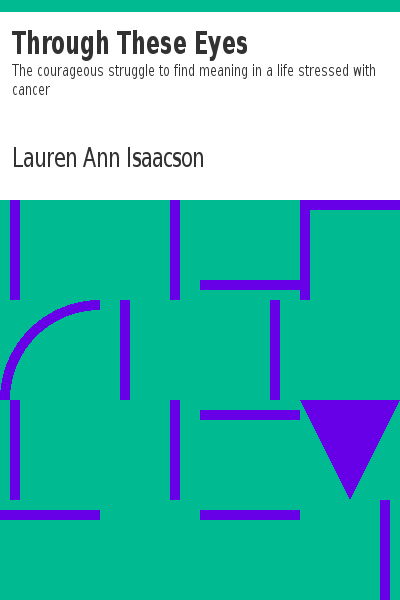 Through These Eyes
The courageous struggle to find meaning in a life stressed with
cancer
Lauren Ann Isaacson